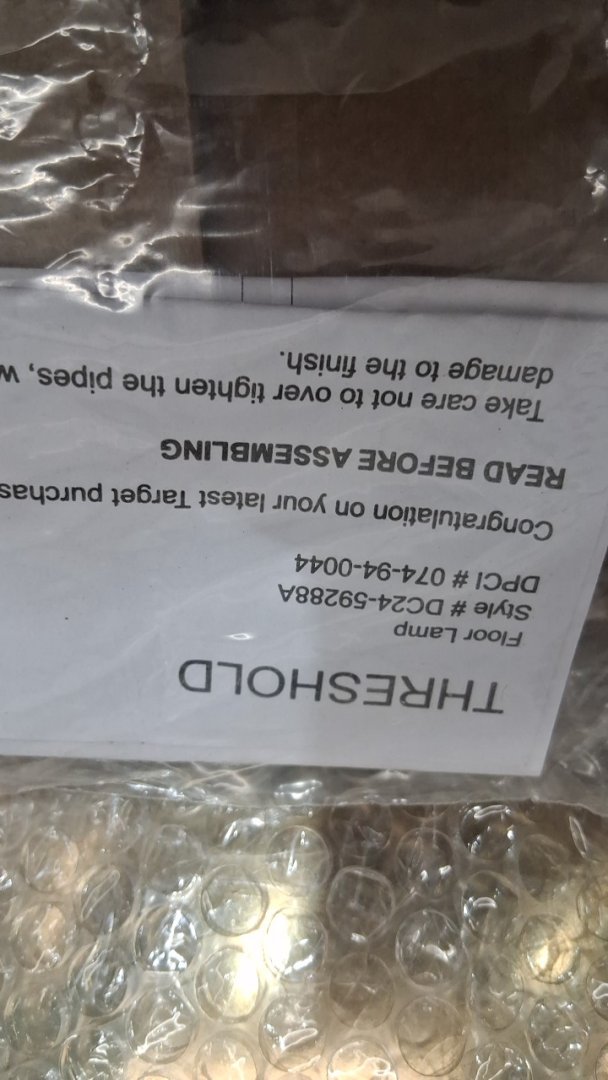 THRESHOLD
Floor Lamp
Style # DC24-59288A
DPCI # 074-94-0044
Congratulation on your latest Target purchas
READ BEFORE ASSEMBLING
Take care not to over tighten the pipes, w
damage to the finish.